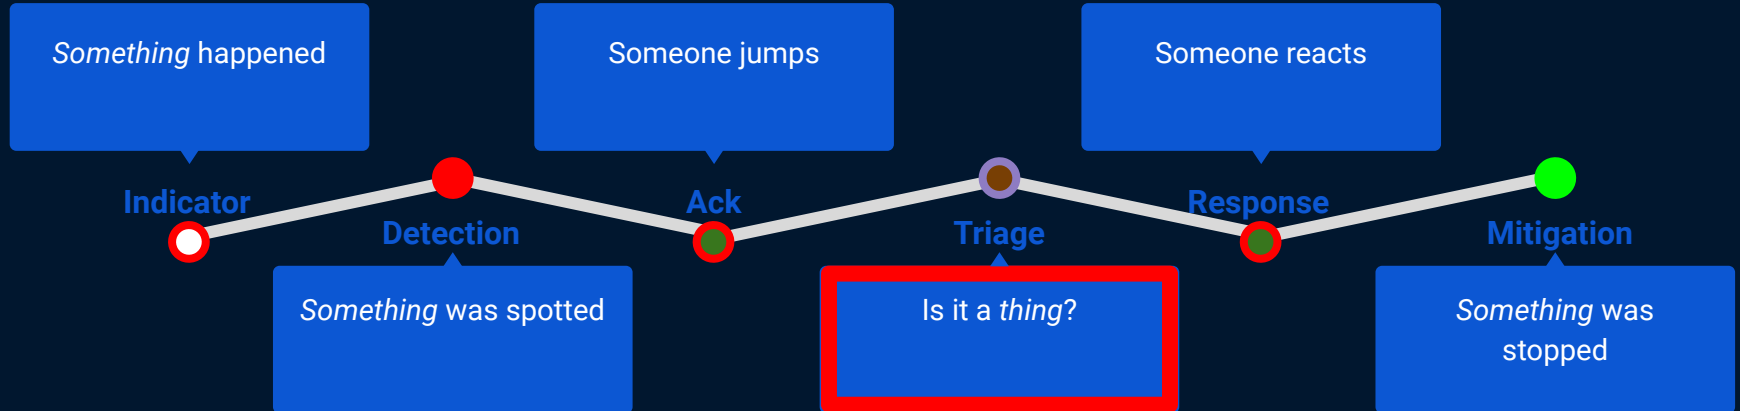 Something happened
Someone jumps
Someone reacts
Indicator
Ack
Response
Detection
Triage
Mitigation
Something was spotted
Is it a thing?
Something was
stopped